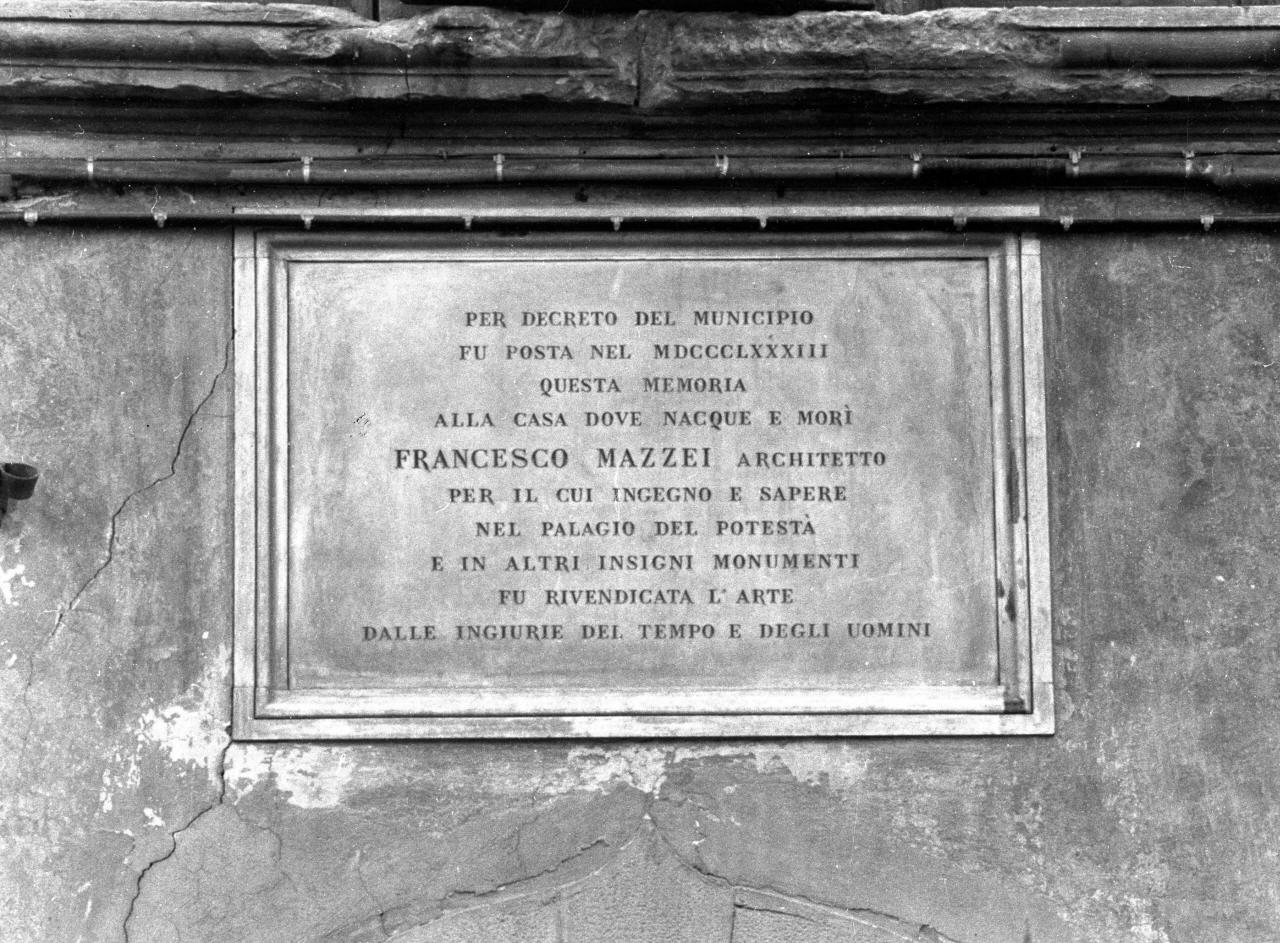 PER DECRETO DEL MUNICIPIO
FU POSTA NEL MDCCCLXXXIII
QUESTA MEMORIA
ALLA CASA DOVE NACQUE E MORÌ
FRANCESCO MAZZEI ARCHITETTO
PER IL CUI INGEGNO E SAPERE
NEL PALAGIO DEL POTESTÀ
E IN ALTRI INSIGNI MONUMENTI
FU RIVENDICATA L'ARTE
DALLE INGIURIE DEL TEMPO E DEGLI UOMINI